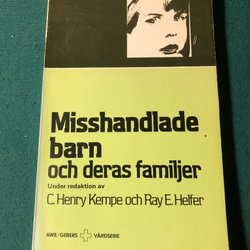 Misshandlade
barn
och deras familjer
Under redaktion av
C. Henry Kempe och Ray E. Helfer
AWE/GEBERS VÅRDSERIE